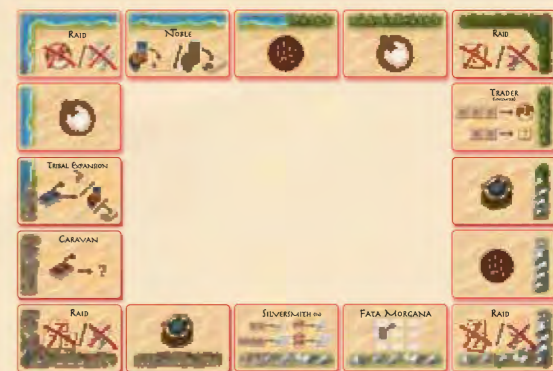 RAID
NOBLE
RAID
TRADER
TRIBAL EXPANSION
CARAVAN
RAID
SILVERSMITH
FATA MORGANA
RAID